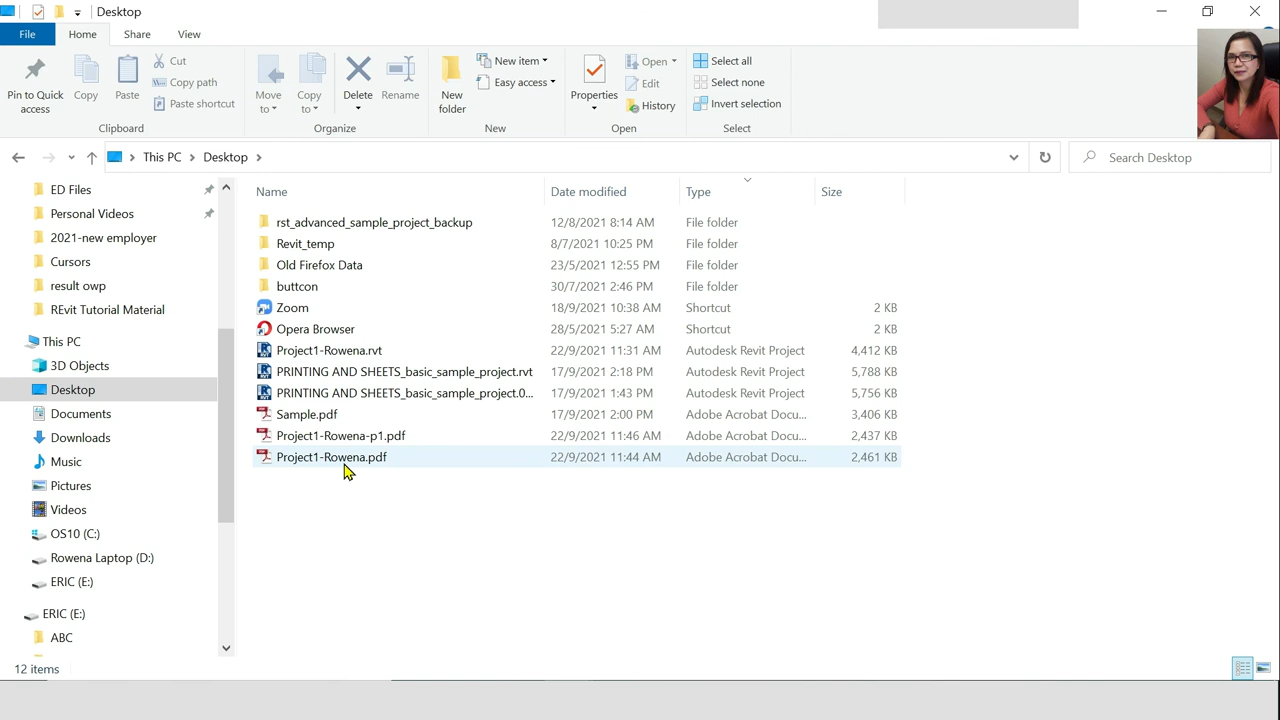 Desktop
File Home Share View
Pin to Quick access
Copy
Paste
Cut
Copy path
Paste shortcut
Clipboard
Move to
Copy to
Delete
Rename
Organize
New folder
New item
Easy access
New
Properties
Open
Edit
History
Open
Select all
Select none
Invert selection
Select
This PC Desktop
Search Desktop
ED Files
Personal Videos
2021-new employer
Cursors
result owp
REvit Tutorial Material
This PC
3D Objects
Desktop
Documents
Downloads
Music
Pictures
Videos
OS10 (C:)
Rowena Laptop (D:)
ERIC (E:)
ERIC (E:)
ABC
Name Date modified Type Size
rst_advanced_sample_project_backup 12/8/2021 8:14 AM File folder
Revit_temp 8/7/2021 10:25 PM File folder
Old Firefox Data 23/5/2021 12:55 PM File folder
buttcon 30/7/2021 2:46 PM File folder
Zoom 18/9/2021 10:38 AM Shortcut 2 KB
Opera Browser 28/5/2021 5:27 AM Shortcut 2 KB
Project1-Rowena.rvt 22/9/2021 11:31 AM Autodesk Revit Project 4,412 KB
PRINTING AND SHEETS_basic_sample_project.rvt 17/9/2021 2:18 PM Autodesk Revit Project 5,788 KB
PRINTING AND SHEETS_basic_sample_project.0... 17/9/2021 1:43 PM Autodesk Revit Project 5,756 KB
Sample.pdf 17/9/2021 2:00 PM Adobe Acrobat Docu... 3,406 KB
Project1-Rowena-p1.pdf 22/9/2021 11:46 AM Adobe Acrobat Docu... 2,437 KB
Project1-Rowena.pdf 22/9/2021 11:44 AM Adobe Acrobat Docu... 2,461 KB
12 items